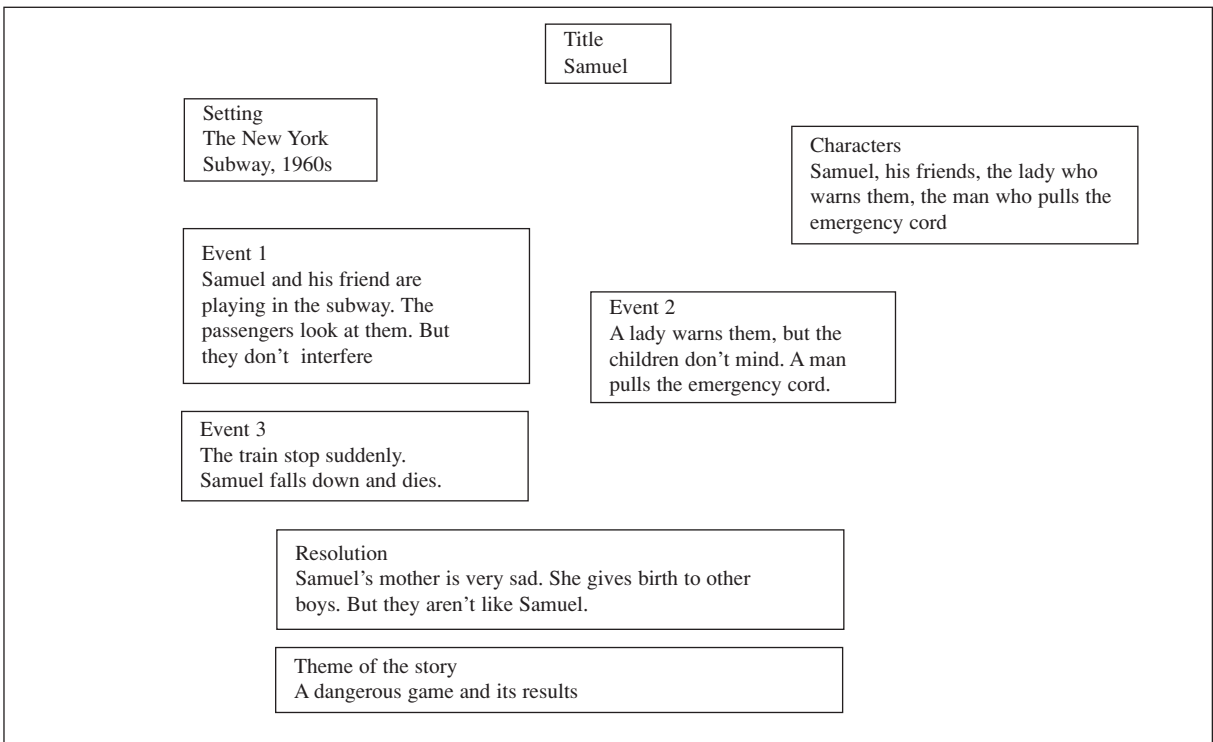 Title
Samuel
Setting
The New York
Subway, 1960s
Characters
Samuel, his friends, the lady who
warns them, the man who pulls the
emergency cord
Event 1
Samuel and his friend are
playing in the subway. The
passengers look at them. But
they don’t interfere
Event 2
A lady warns them, but the
children don’t mind. A man
pulls the emergency cord.
Event 3
The train stop suddenly.
Samuel falls down and dies.
Resolution
Samuel’s mother is very sad. She gives birth to other
boys. But they aren’t like Samuel.
Theme of the story
A dangerous game and its results